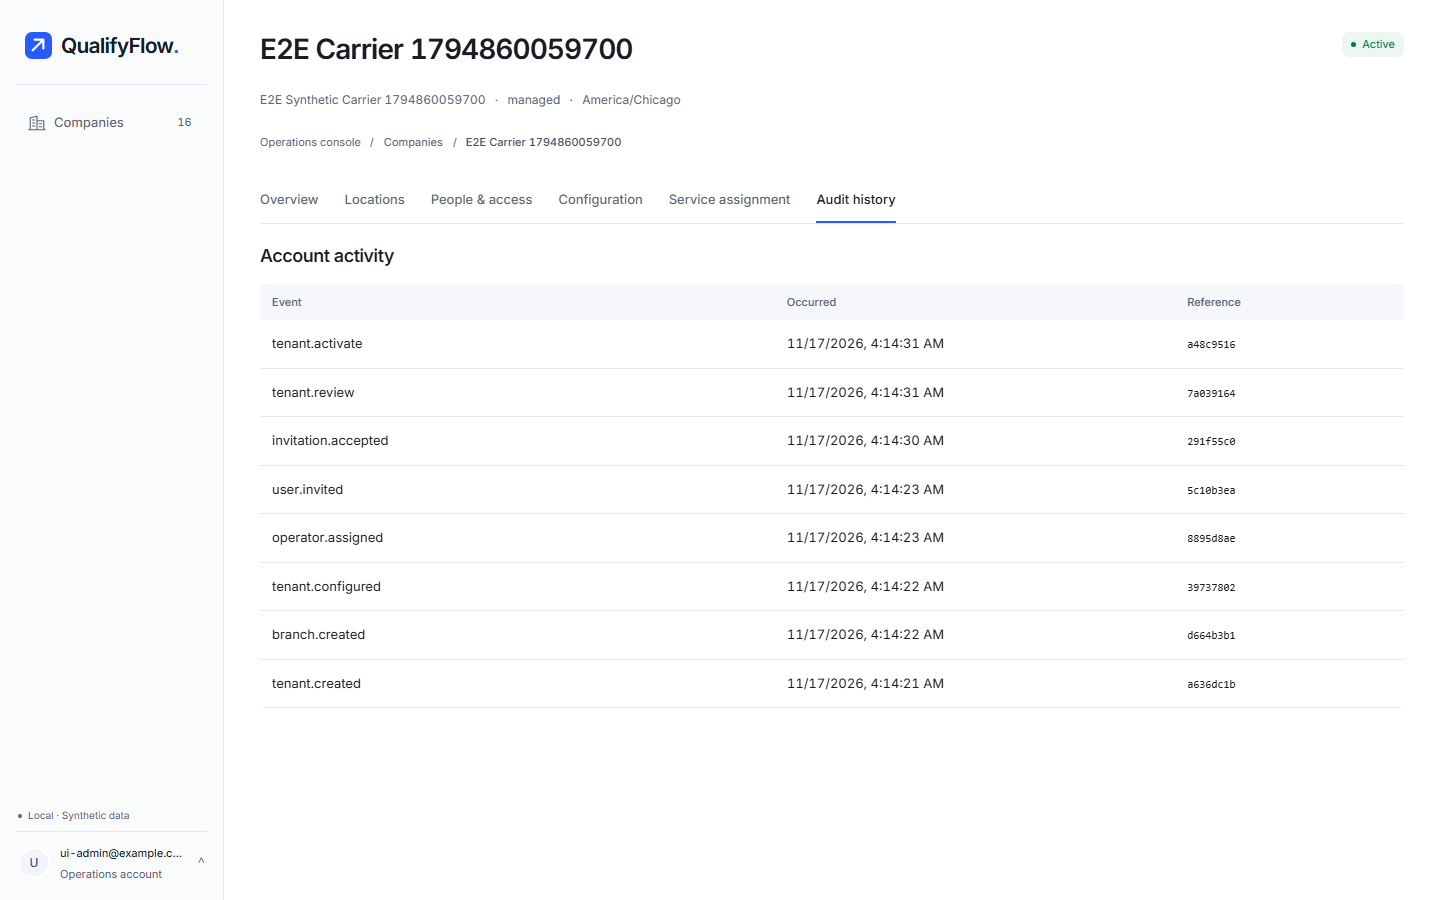 QualifyFlow.
Companies 16
Local · Synthetic data
U
ui-admin@example.c...
Operations account
^
E2E Carrier 1794860059700
Active
E2E Synthetic Carrier 1794860059700 · managed · America/Chicago
Operations console / Companies / E2E Carrier 1794860059700
Overview Locations People & access Configuration Service assignment Audit history
Account activity
Event Occurred Reference
tenant.activate 11/17/2026, 4:14:31 AM a48c9516
tenant.review 11/17/2026, 4:14:31 AM 7a039164
invitation.accepted 11/17/2026, 4:14:30 AM 291f55c0
user.invited 11/17/2026, 4:14:23 AM 5c10b3ea
operator.assigned 11/17/2026, 4:14:23 AM 8895d8ae
tenant.configured 11/17/2026, 4:14:22 AM 39737802
branch.created 11/17/2026, 4:14:22 AM d664b3b1
tenant.created 11/17/2026, 4:14:21 AM a636dc1b